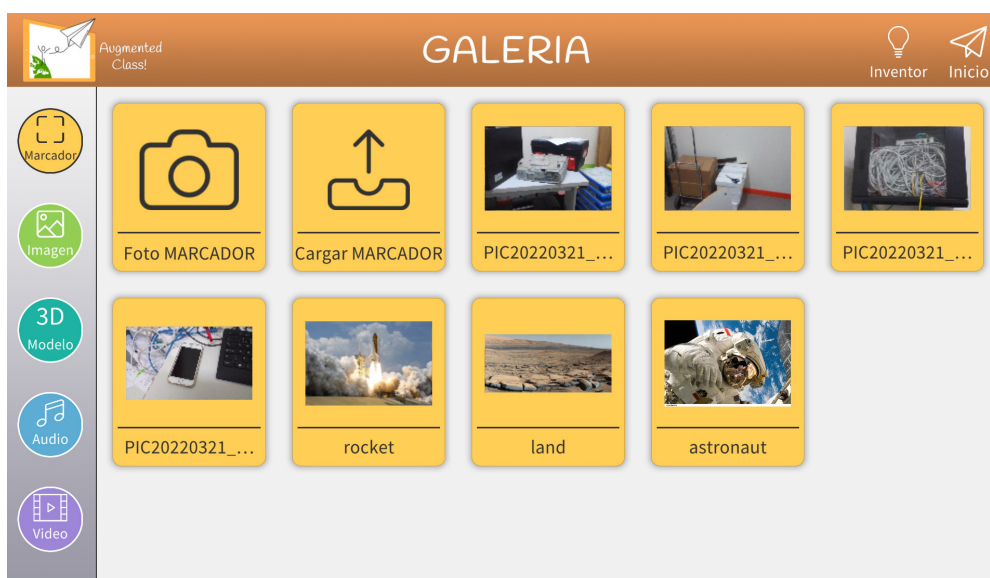 Augmented
Class!
GALERIA
Inventor
Inicio
Marcador
Imagen
3D
Modelo
Audio
Video
Foto MARCADOR
Cargar MARCADOR
PIC20220321_...
PIC20220321_...
PIC20220321_...
PIC20220321_...
rocket
land
astronaut